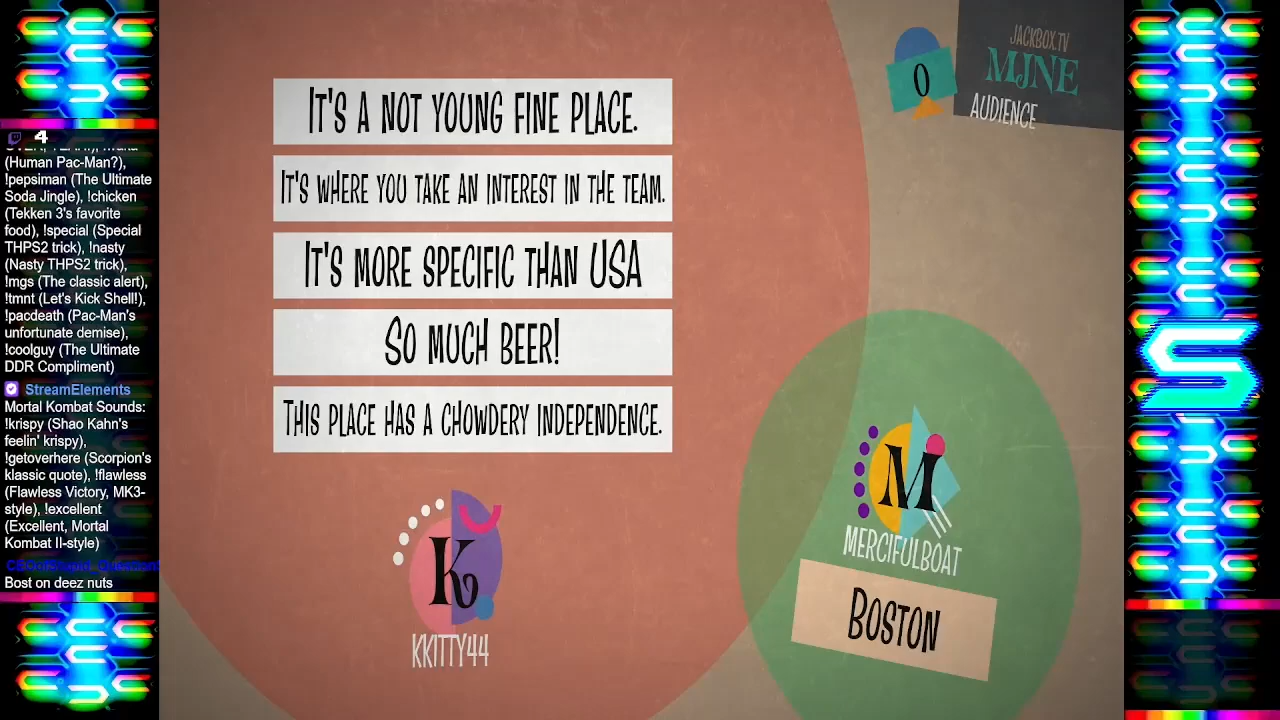 4
(Human Pac-Man?),
!pepsiman (The Ultimate
Soda Jingle), !chicken
(Tekken 3's favorite
food), !special (Special
THPS2 trick), !nasty
(Nasty THPS2 trick),
!mgs (The classic alert),
!tmnt (Let's Kick Shell!),
!pacdeath (Pac-Man's
unfortunate demise),
!coolguy (The Ultimate
DDR Compliment)
StreamElements
Mortal Kombat Sounds:
!krispy (Shao Kahn's
feelin' krispy),
!getoverhere (Scorpion's
klassic quote), !flawless
(Flawless Victory, MK3-
style), !excellent
(Excellent, Mortal
Kombat II-style)
Bost on deez nuts
IT'S A NOT YOUNG FINE PLACE.
IT'S WHERE YOU TAKE AN INTEREST IN THE TEAM.
IT'S MORE SPECIFIC THAN USA
SO MUCH BEER!
THIS PLACE HAS A CHOWDERY INDEPENDENCE.
K
KKITTY44
M
MERCIFULBOAT
BOSTON
0
JACKBOX.TV
MJNE
AUDIENCE
S